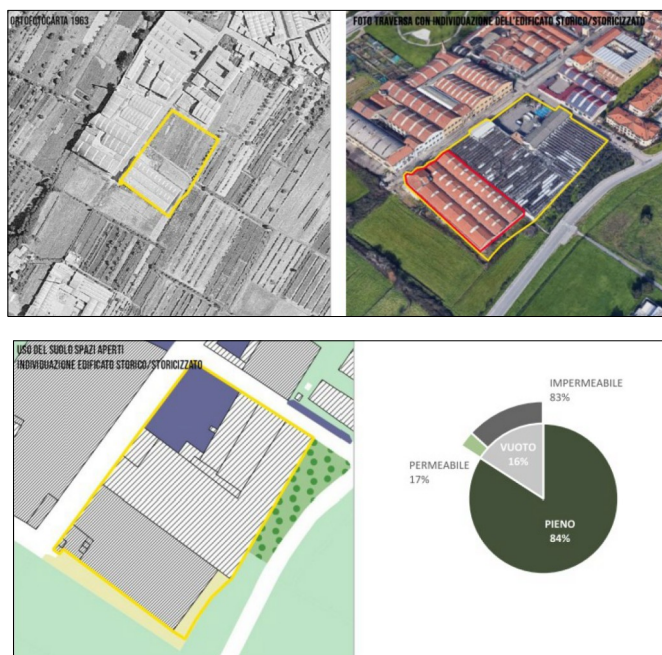 ORTOFOTOCARTA 1963
FOTO TRAVERSA CON INDIVIDUAZIONE DELL'EDIFICATO STORICO/STORICIZZATO
USO DEL SUOLO SPAZI APERTI
INDIVIDUAZIONE EDIFICATO STORICO/STORICIZZATO
IMPERMEABILE
83%
VUOTO
16%
PERMEABILE
17%
PIENO
84%